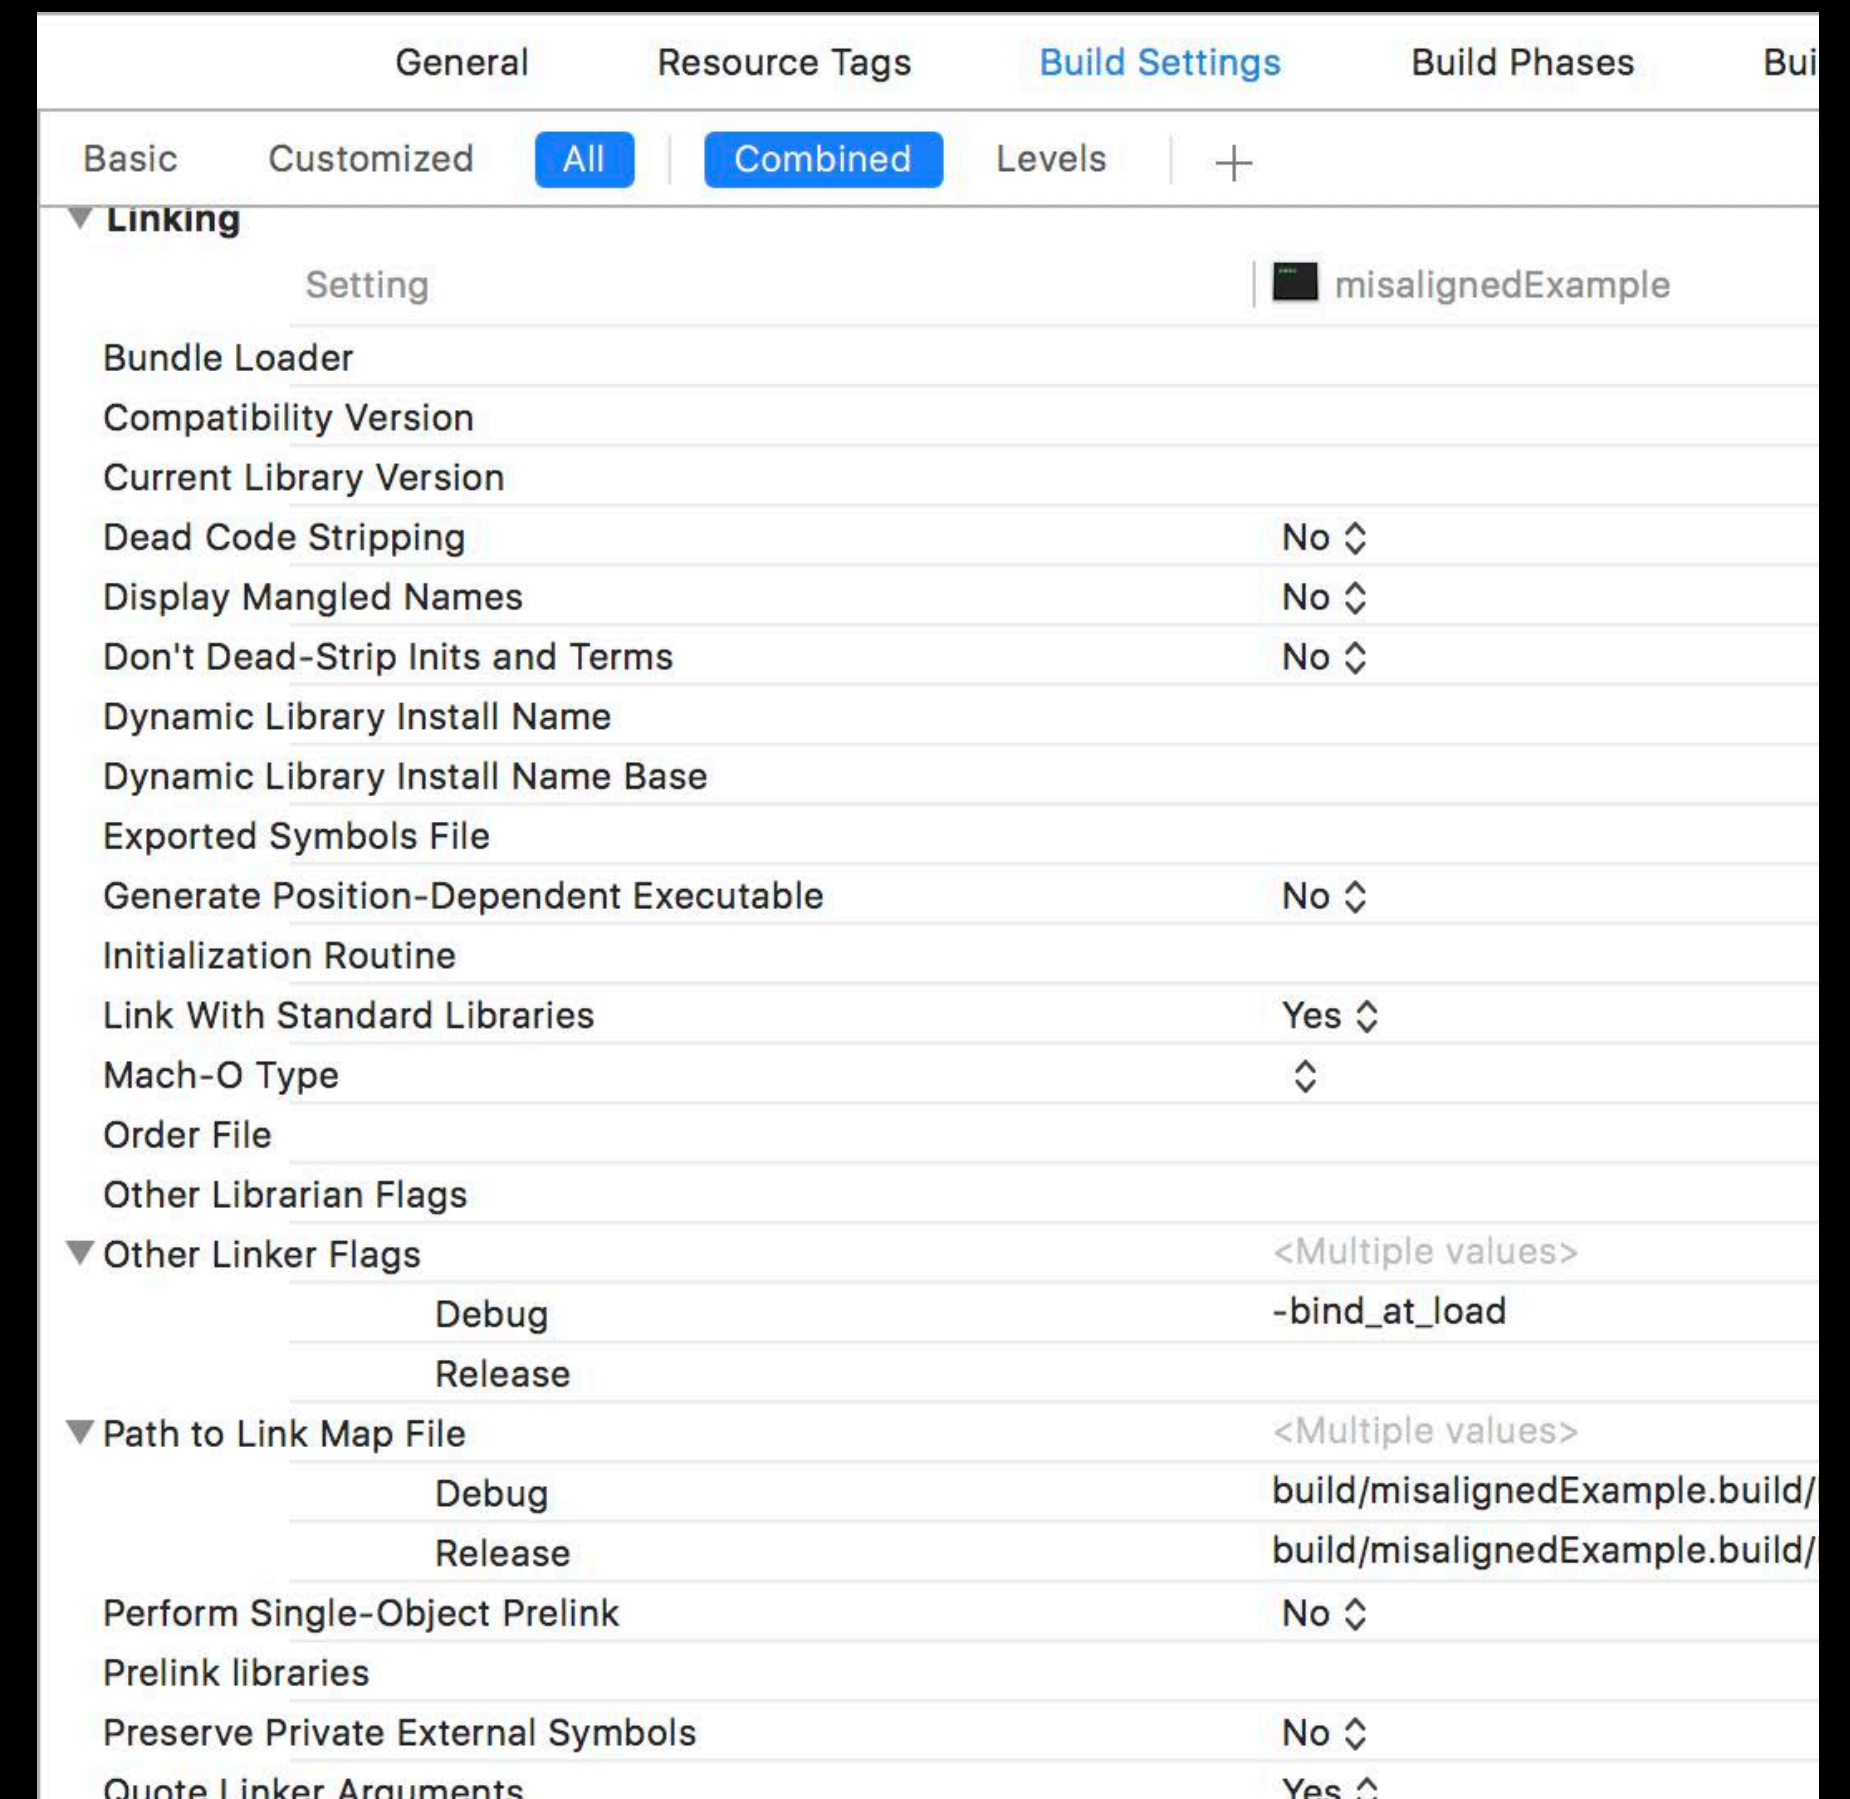 General Resource Tags Build Settings Build Phases Bui
Basic Customized All Combined Levels +
Linking
Setting misalignedExample
Bundle Loader
Compatibility Version
Current Library Version
Dead Code Stripping No
Display Mangled Names No
Don't Dead-Strip Inits and Terms No
Dynamic Library Install Name
Dynamic Library Install Name Base
Exported Symbols File
Generate Position-Dependent Executable No
Initialization Routine
Link With Standard Libraries Yes
Mach-O Type
Order File
Other Librarian Flags
Other Linker Flags <Multiple values>
Debug -bind_at_load
Release
Path to Link Map File <Multiple values>
Debug build/misalignedExample.build/
Release build/misalignedExample.build/
Perform Single-Object Prelink No
Prelink libraries
Preserve Private External Symbols No
Quote Linker Arguments Yes